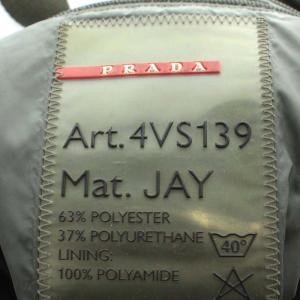 PRADA
Art. 4VS139
Mat. JAY
63% POLYESTER
37% POLYURETHANE
LINING:
100% POLYAMIDE
40°